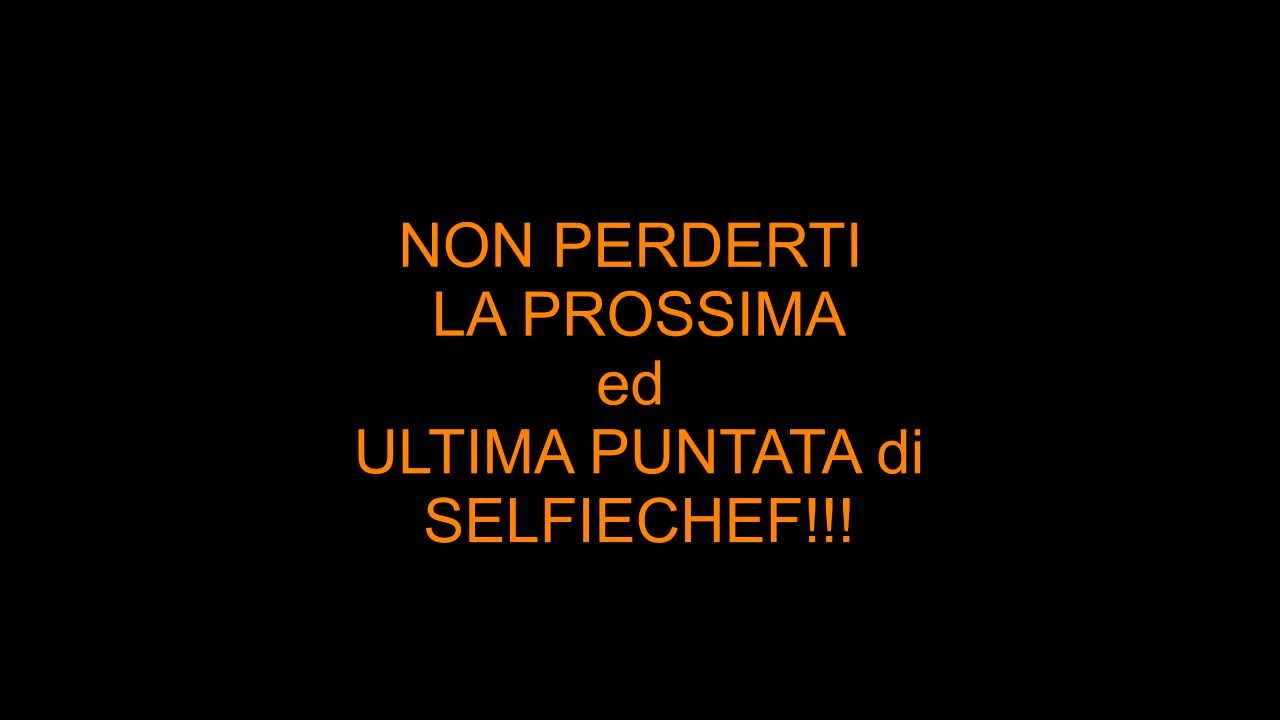 NON PERDERTI
LA PROSSIMA
ed
ULTIMA PUNTATA di
SELFIECHEF!!!